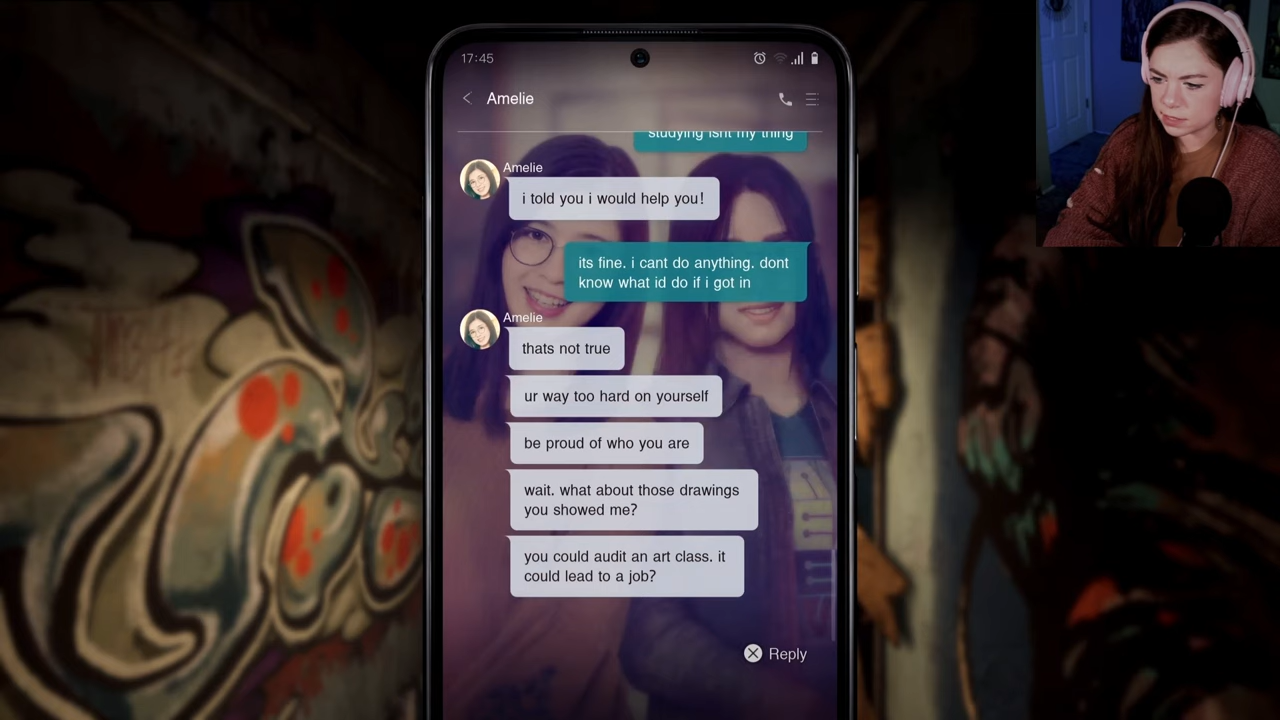 17:45
Amelie
studying isnt my thing
Amelie
i told you i would help you!
its fine. i cant do anything. dont
know what id do if i got in
Amelie
thats not true
ur way too hard on yourself
be proud of who you are
wait. what about those drawings
you showed me?
you could audit an art class. it
could lead to a job?
Reply